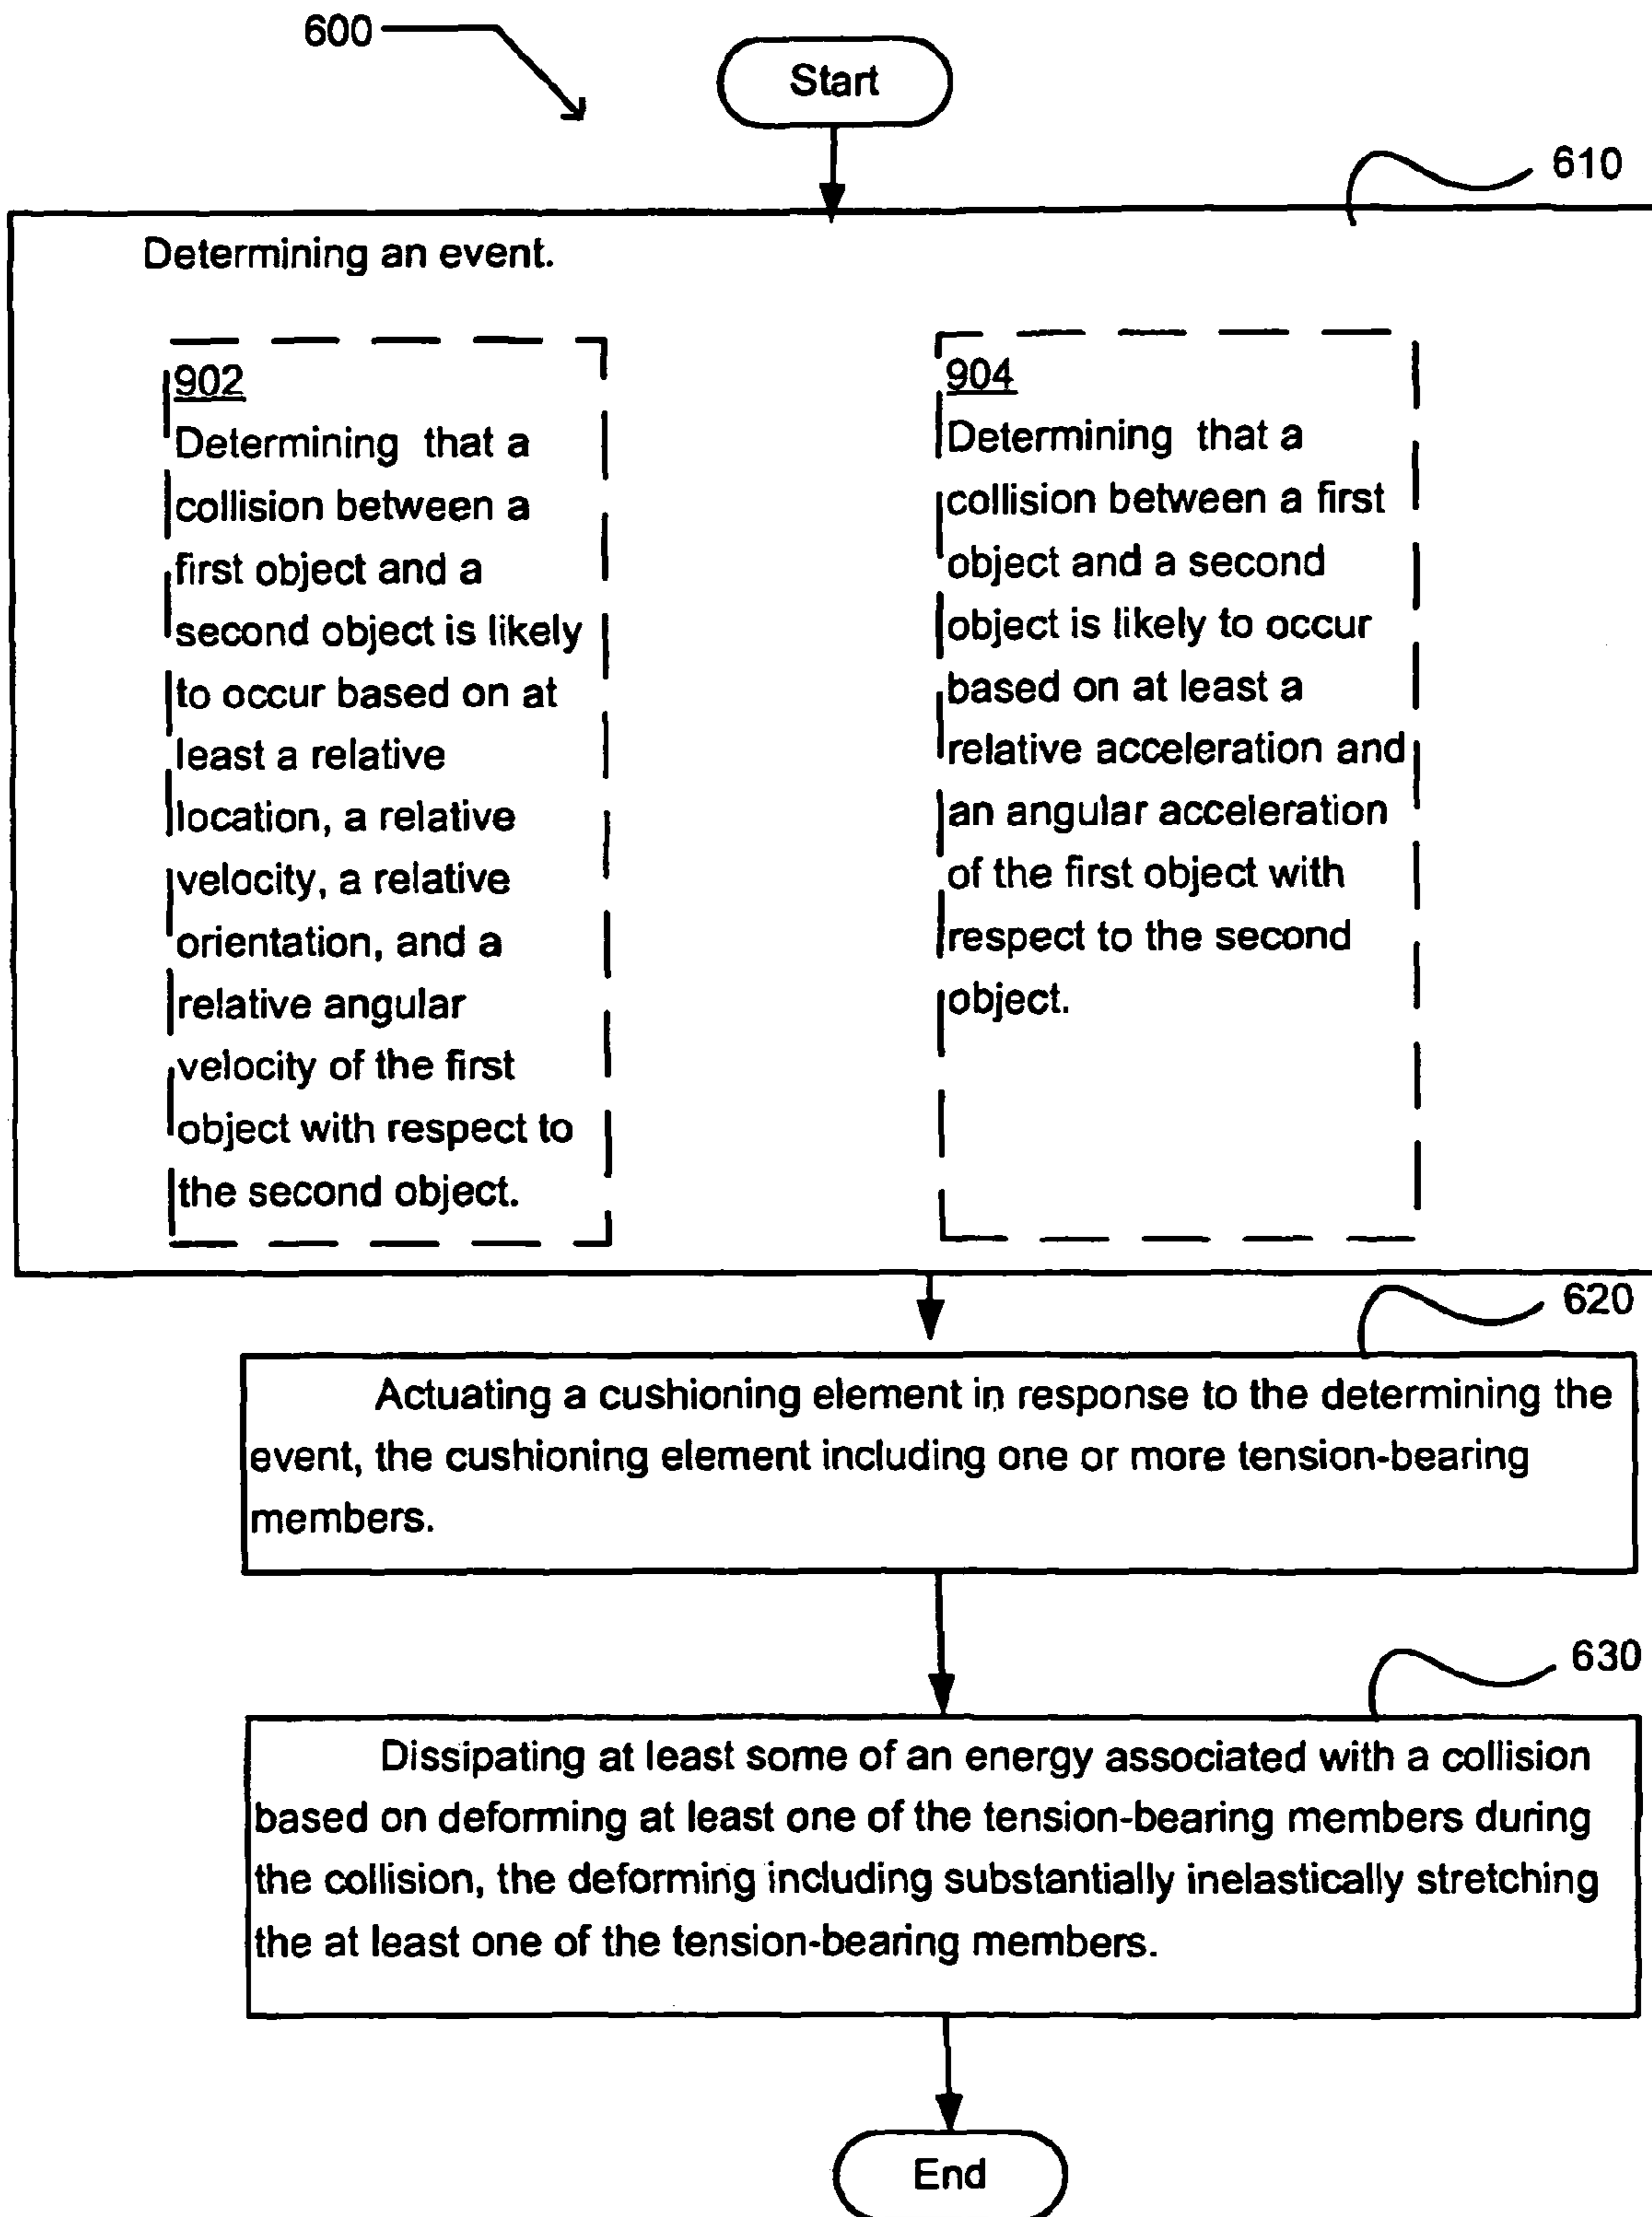 600
Start
610
Determining an event.
902
Determining that a
collision between a
first object and a
second object is likely
to occur based on at
least a relative
location, a relative
velocity, a relative
orientation, and a
relative angular
velocity of the first
object with respect to
the second object.
904
Determining that a
collision between a first
object and a second
object is likely to occur
based on at least a
relative acceleration and
an angular acceleration
of the first object with
respect to the second
object.
620
Actuating a cushioning element in response to the determining the
event, the cushioning element including one or more tension-bearing
members.
630
Dissipating at least some of an energy associated with a collision
based on deforming at least one of the tension-bearing members during
the collision, the deforming including substantially inelastically stretching
the at least one of the tension-bearing members.
End